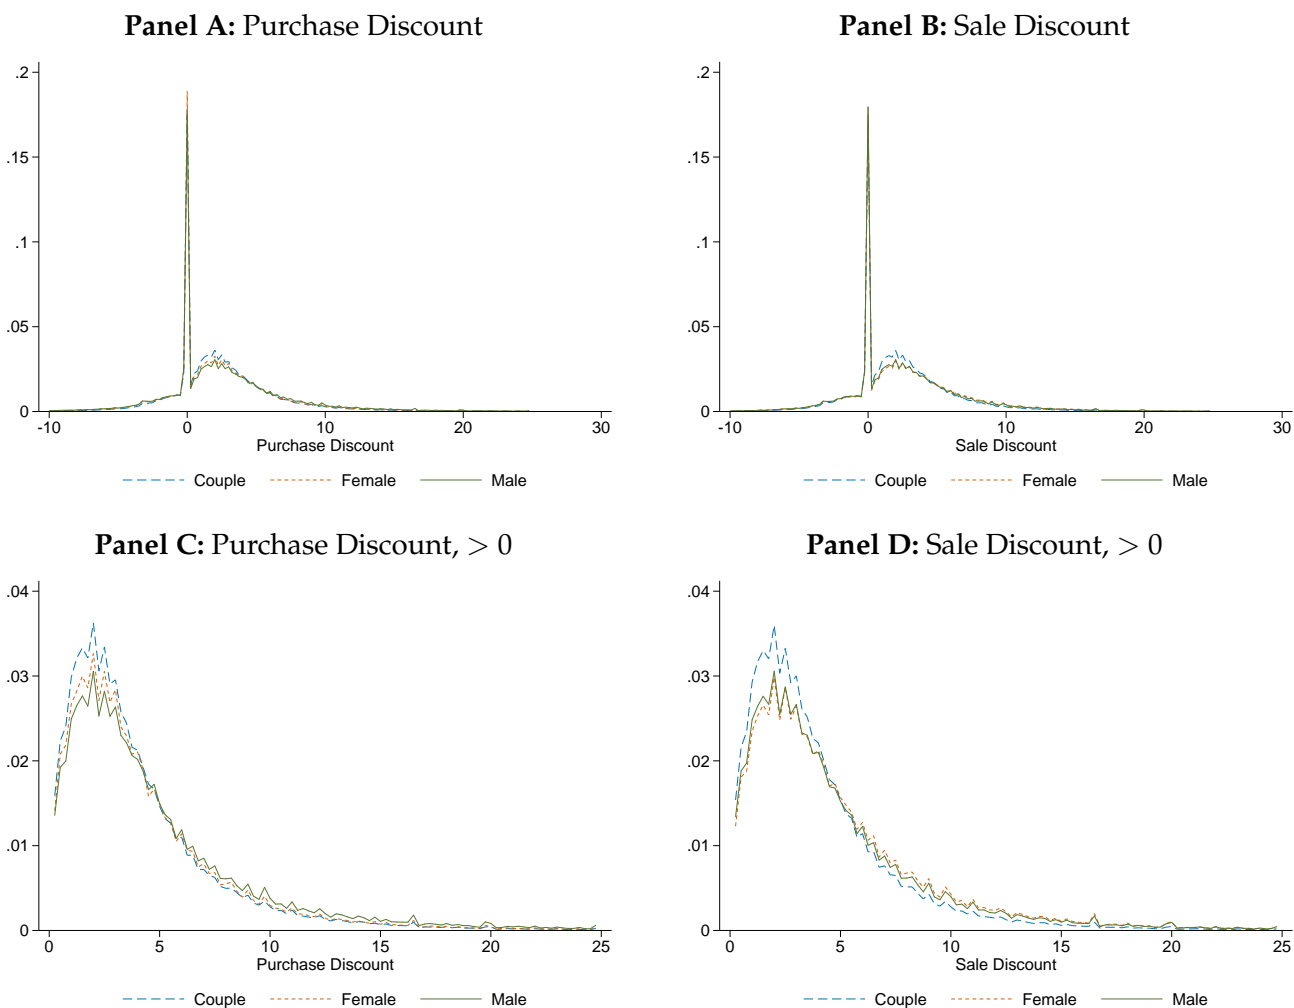 Panel A: Purchase Discount
.2
.15
.1
.05
0
-10 0 10 20 30
Purchase Discount
Couple Female Male
Panel B: Sale Discount
.2
.15
.1
.05
0
-10 0 10 20 30
Sale Discount
Couple Female Male
Panel C: Purchase Discount, > 0
.04
.03
.02
.01
0
0 5 10 15 20 25
Purchase Discount
Couple Female Male
Panel D: Sale Discount, > 0
.04
.03
.02
.01
0
0 5 10 15 20 25
Sale Discount
Couple Female Male